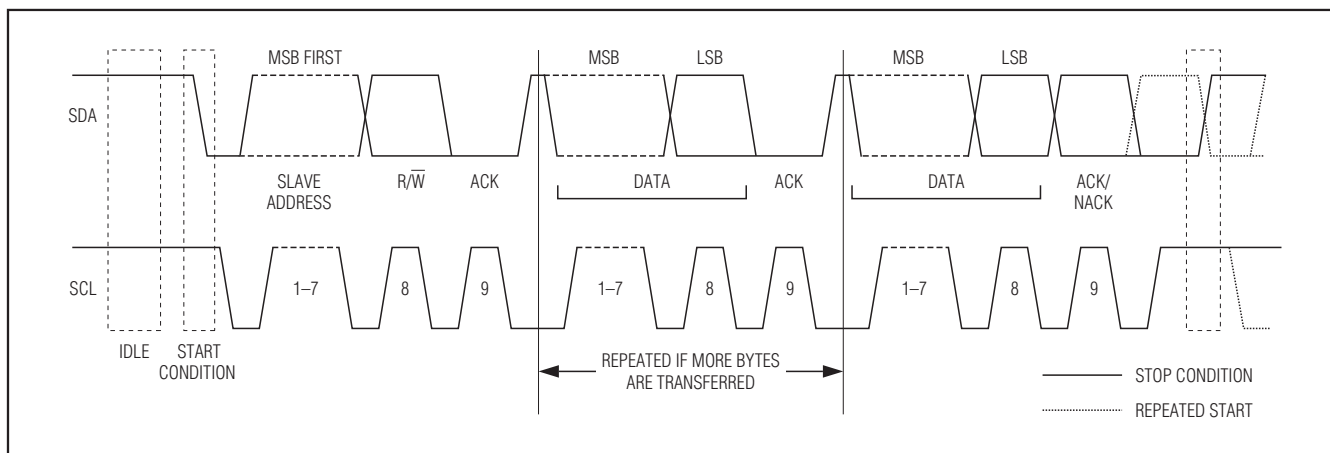 MSB FIRST
MSB
LSB
MSB
LSB
SDA
SLAVE
ADDRESS
R/W̅
ACK
DATA
ACK
DATA
ACK/
NACK
SCL
1–7
8
9
1–7
8
9
1–7
8
9
IDLE
START
CONDITION
REPEATED IF MORE BYTES
ARE TRANSFERRED
STOP CONDITION
REPEATED START